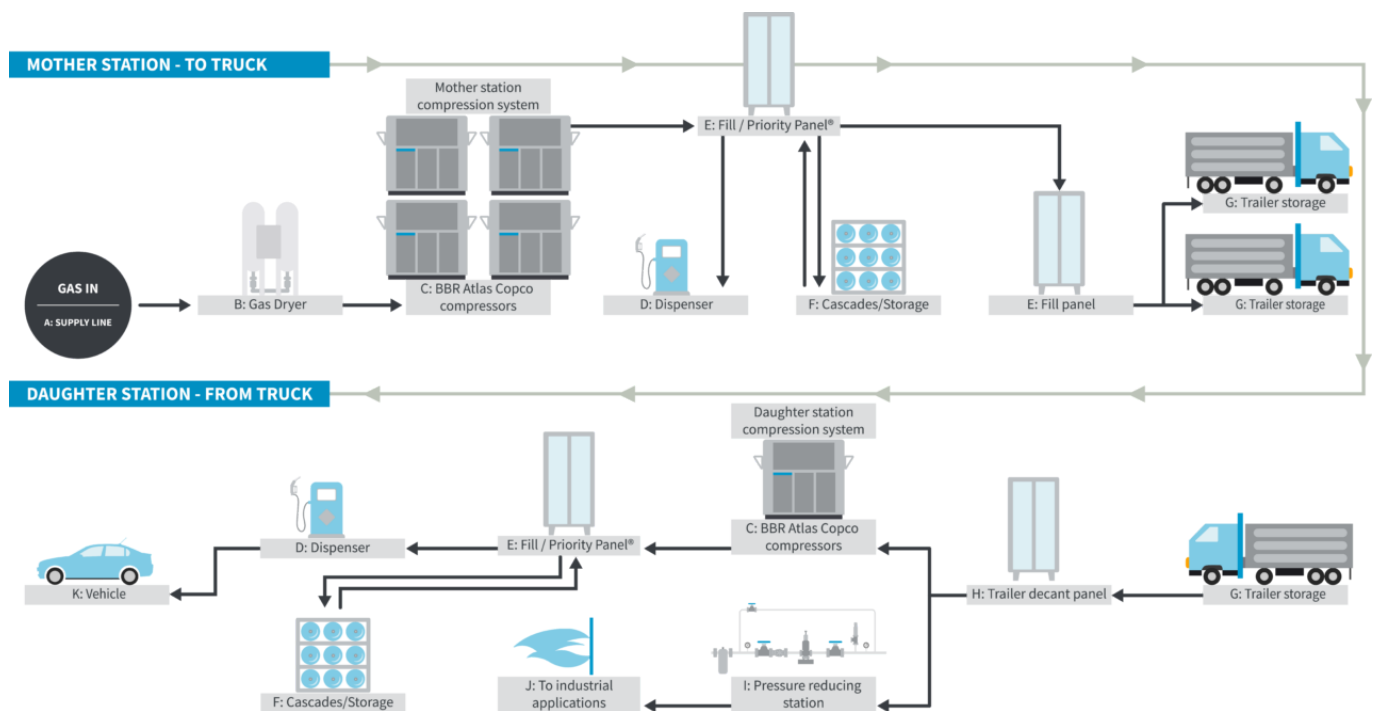 MOTHER STATION - TO TRUCK
Mother station
compression system
E: Fill / Priority Panel®
G: Trailer storage
GAS IN
A: SUPPLY LINE
B: Gas Dryer
C: BBR Atlas Copco
compressors
D: Dispenser
F: Cascades/Storage
E: Fill panel
G: Trailer storage
DAUGHTER STATION - FROM TRUCK
Daughter station
compression system
C: BBR Atlas Copco
compressors
D: Dispenser
E: Fill / Priority Panel®
K: Vehicle
H: Trailer decant panel
G: Trailer storage
F: Cascades/Storage
J: To industrial
applications
I: Pressure reducing
station